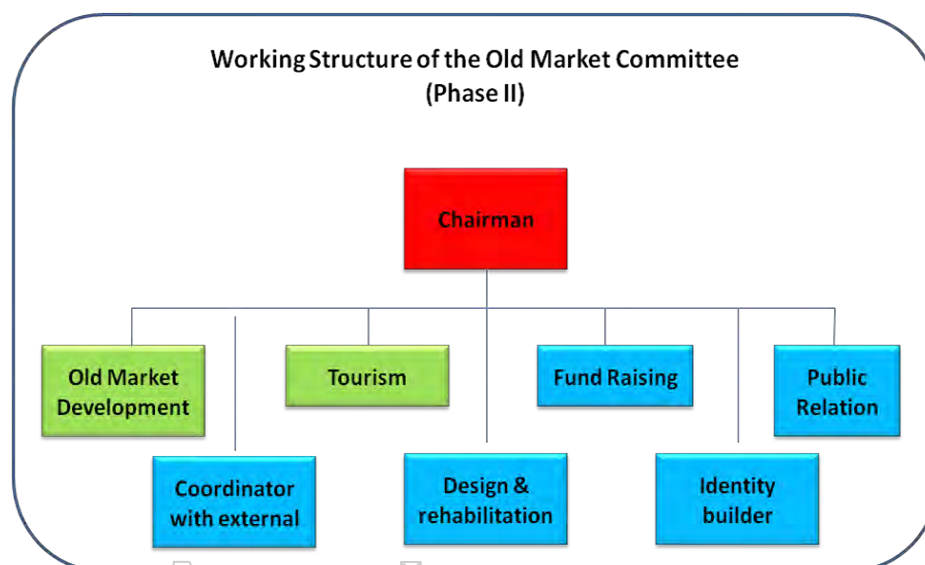 Working Structure of the Old Market Committee
(Phase II)
Chairman
Old Market
Development
Tourism
Fund Raising
Public
Relation
Coordinator
with external
Design &
rehabilitation
Identity
builder